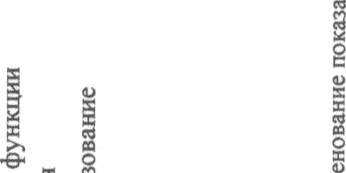 функции
я
зование
енование показа